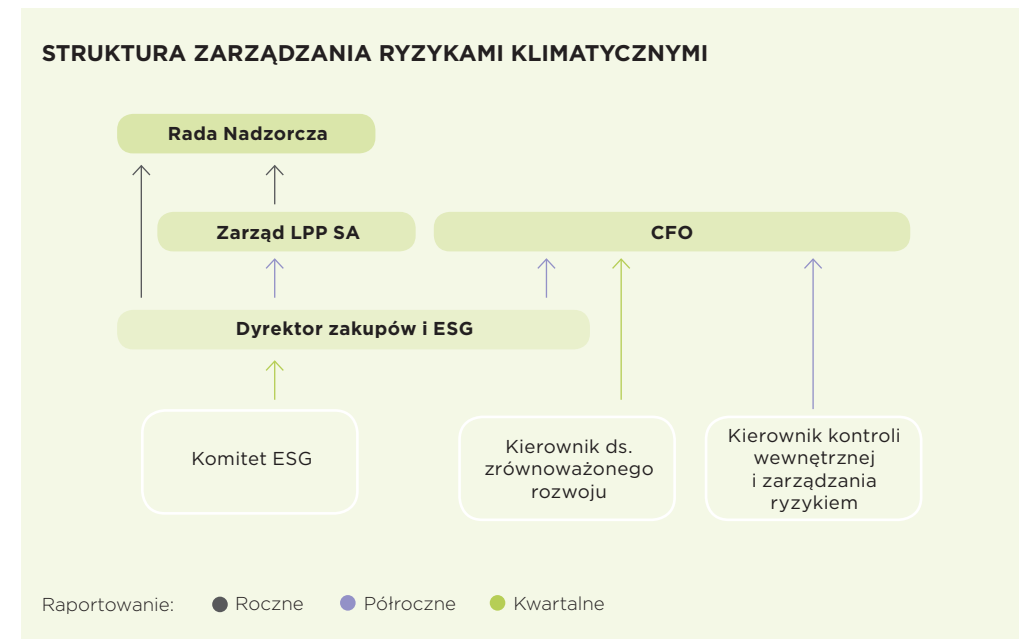 STRUKTURA ZARZĄDZANIA RYZYKAMI KLIMATYCZNYMI
Rada Nadzorcza
Zarząd LPP SA
CFO
Dyrektor zakupów i ESG
Komitet ESG
Kierownik ds.
zrównoważonego
rozwoju
Kierownik kontroli
wewnętrznej
i zarządzania
ryzykiem
Raportowanie: Roczne Półroczne Kwartalne